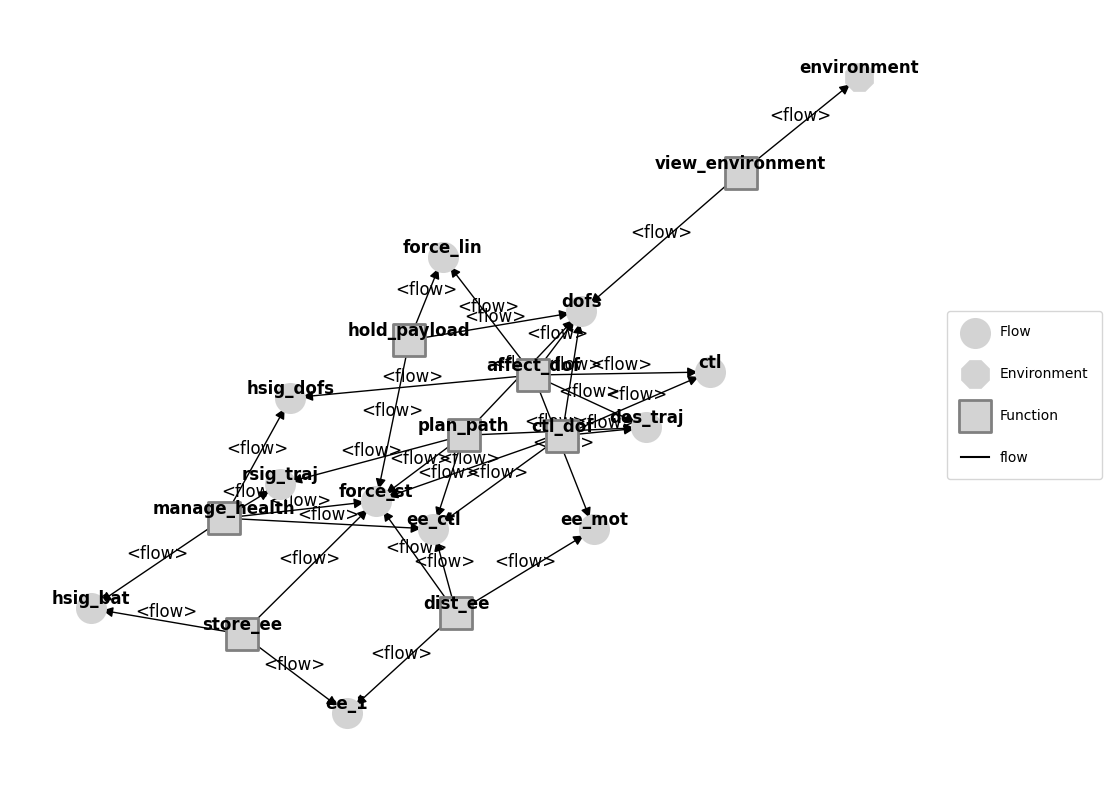 environment
<flow>
view_environment
<flow>
force_lin
<flow>
dofs
<flow>
<flow>
hold_payload
<flow>
affect_dof
<flow>
<flow>
ctl
<flow>
hsig_dofs
<flow>
<flow>
<flow>
des_traj
plan_path
ctl_dof
<flow>
<flow>
<flow>
<flow>
<flow>
<flow>
rsig_traj
<flow>
<flow>
force_st
<flow>
manage_health
<flow>
<flow>
ee_ctl
ee_mot
<flow>
<flow>
<flow>
<flow>
<flow>
hsig_bat
<flow>
store_ee
dist_ee
<flow>
<flow>
ee_1
Flow
Environment
Function
flow